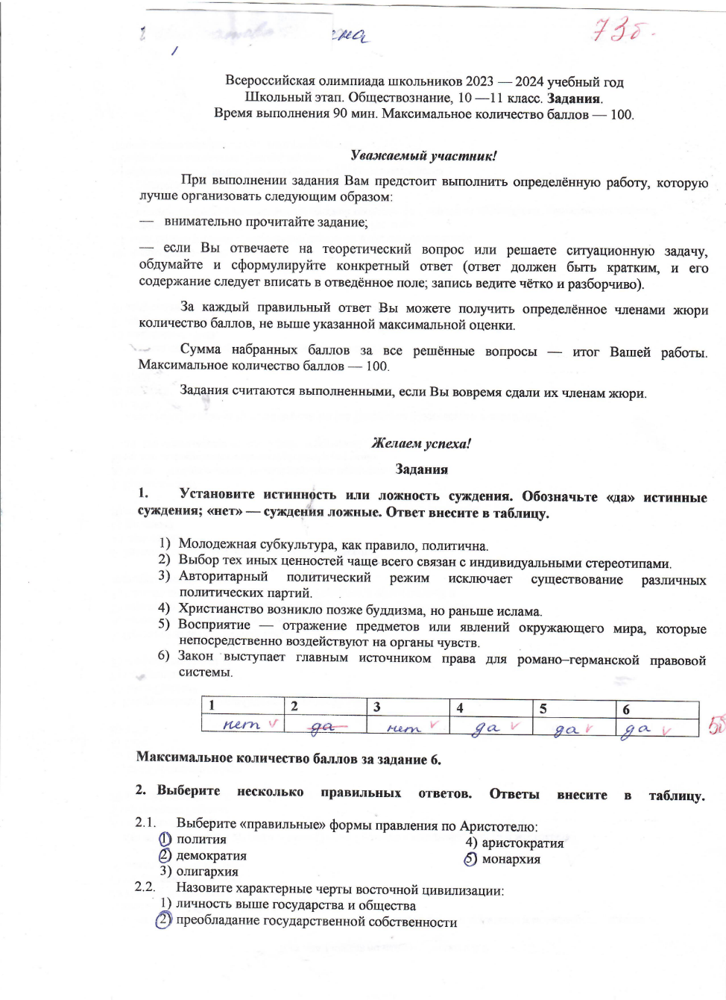 ена 73б.
Всероссийская олимпиада школьников 2023 — 2024 учебный год
Школьный этап. Обществознание, 10 —11 класс. Задания.
Время выполнения 90 мин. Максимальное количество баллов — 100.
Уважаемый участник!
При выполнении задания Вам предстоит выполнить определённую работу, которую
лучше организовать следующим образом:
— внимательно прочитайте задание;
— если Вы отвечаете на теоретический вопрос или решаете ситуационную задачу,
обдумайте и сформулируйте конкретный ответ (ответ должен быть кратким, и его
содержание следует вписать в отведённое поле; запись ведите чётко и разборчиво).
За каждый правильный ответ Вы можете получить определённое членами жюри
количество баллов, не выше указанной максимальной оценки.
Сумма набранных баллов за все решённые вопросы — итог Вашей работы.
Максимальное количество баллов — 100.
Задания считаются выполненными, если Вы вовремя сдали их членам жюри.
Желаем успеха!
Задания
1. Установите истинность или ложность суждения. Обозначьте «да» истинные
суждения; «нет» — суждения ложные. Ответ внесите в таблицу.
1) Молодежная субкультура, как правило, политична.
2) Выбор тех иных ценностей чаще всего связан с индивидуальными стереотипами.
3) Авторитарный политический режим исключает существование различных
политических партий.
4) Христианство возникло позже буддизма, но раньше ислама.
5) Восприятие — отражение предметов или явлений окружающего мира, которые
непосредственно воздействуют на органы чувств.
6) Закон выступает главным источником права для романо–германской правовой
системы.
1 2 3 4 5 6
нет да нет да да да 5б
Максимальное количество баллов за задание 6.
2. Выберите несколько правильных ответов. Ответы внесите в таблицу.
2.1. Выберите «правильные» формы правления по Аристотелю:
1) полития 4) аристократия
2) демократия 5) монархия
3) олигархия
2.2. Назовите характерные черты восточной цивилизации:
1) личность выше государства и общества
2) преобладание государственной собственности